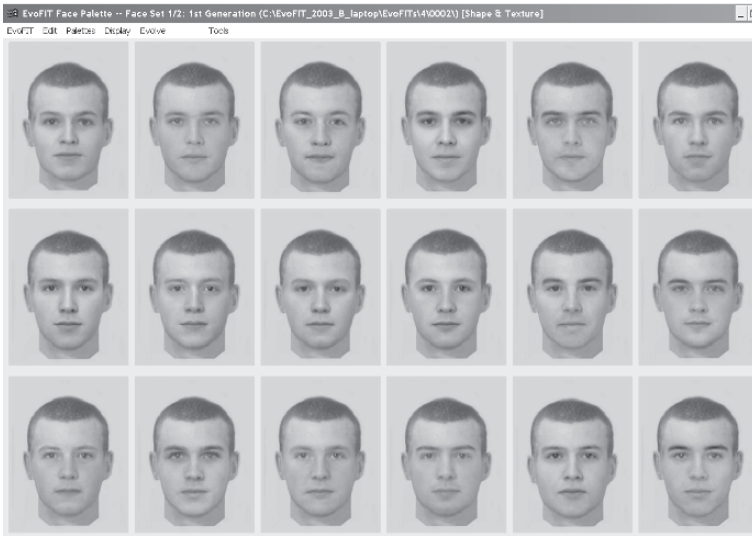 EvoFIT Face Palette -- Face Set 1/2: 1st Generation (C:\EvoFIT_2003_B_laptop\EvoFITs\4\0002\) [Shape & Texture]
EvoFIT Edit Palettes Display Evolve Tools